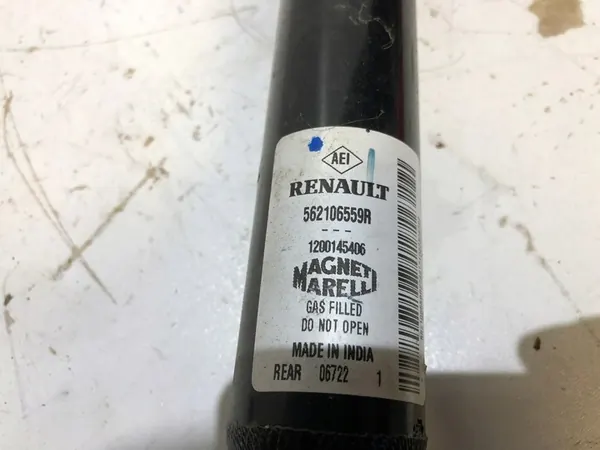 AEI
RENAULT
562106559R
---
1200145406
MAGNETI
MARELLI
GAS FILLED
DO NOT OPEN
MADE IN INDIA
REAR 06722 1